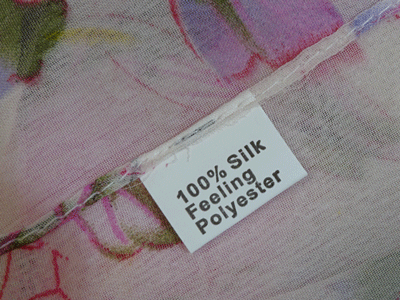 100% Silk
Feeling
Polyester